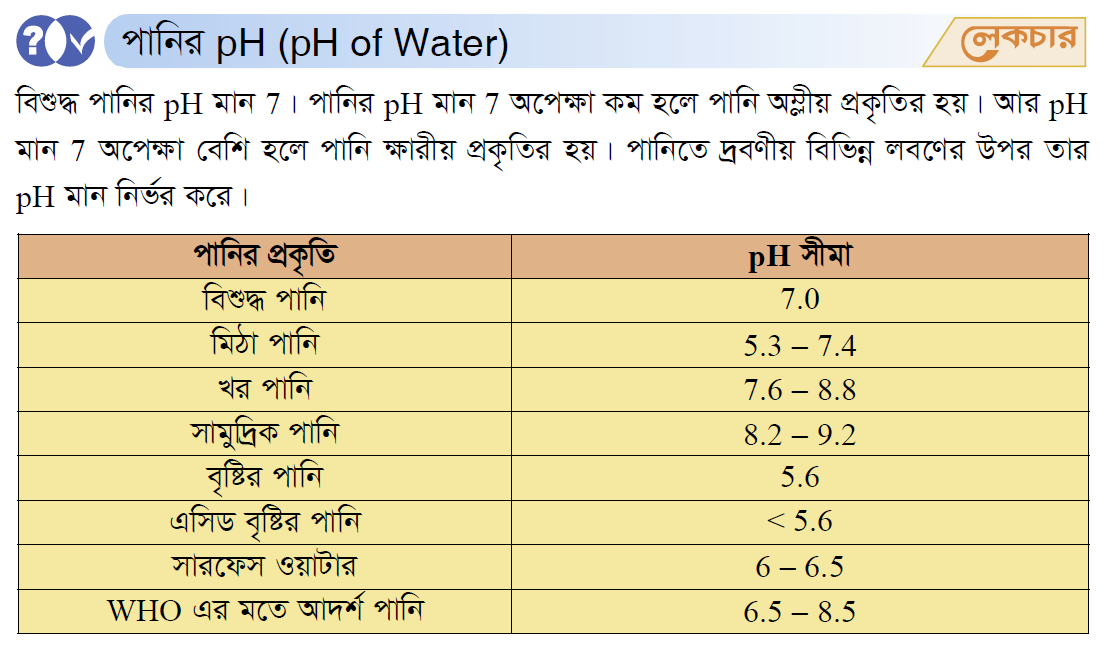 ? পানির pH (pH of Water) লেকচার
বিশুদ্ধ পানির pH মান 7। পানির pH মান 7 অপেক্ষা কম হলে পানি অম্লীয় প্রকৃতির হয়। আর pH
মান 7 অপেক্ষা বেশি হলে পানি ক্ষারীয় প্রকৃতির হয়। পানিতে দ্রবণীয় বিভিন্ন লবণের উপর তার
pH মান নির্ভর করে।
পানির প্রকৃতি pH সীমা
বিশুদ্ধ পানি 7.0
মিঠা পানি 5.3 – 7.4
খর পানি 7.6 – 8.8
সামুদ্রিক পানি 8.2 – 9.2
বৃষ্টির পানি 5.6
এসিড বৃষ্টির পানি < 5.6
সারফেস ওয়াটার 6 – 6.5
WHO এর মতে আদর্শ পানি 6.5 – 8.5